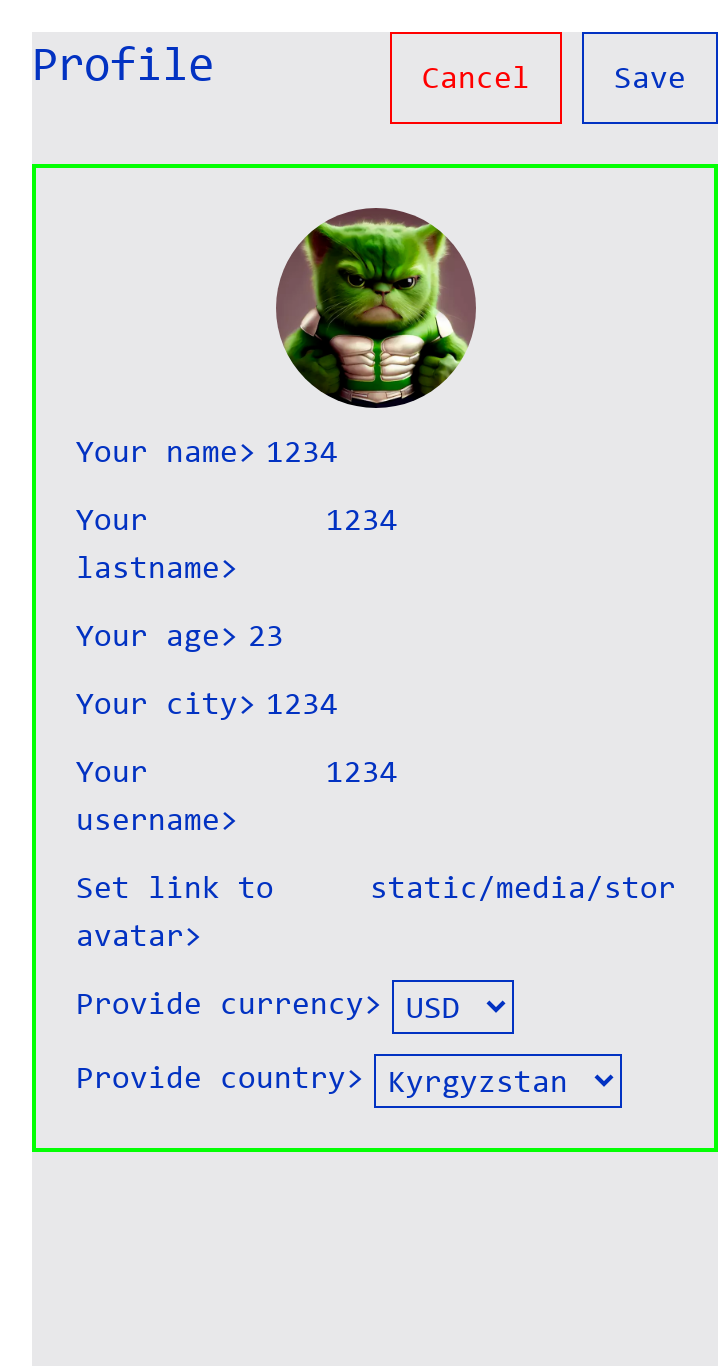 Profile
Cancel
Save
Your name> 1234
Your 1234
lastname>
Your age> 23
Your city> 1234
Your 1234
username>
Set link to static/media/stor
avatar>
Provide currency> USD
Provide country> Kyrgyzstan